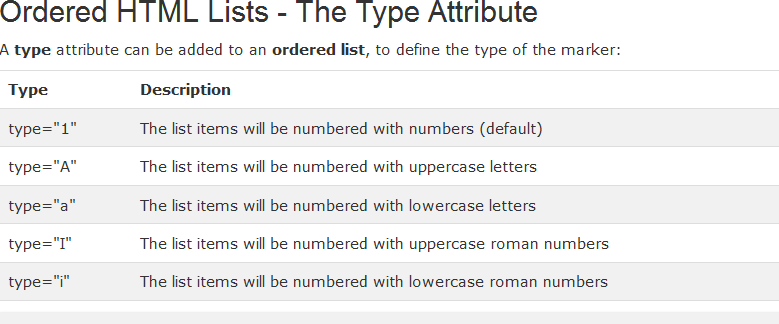 Ordered HTML Lists - The Type Attribute
A type attribute can be added to an ordered list, to define the type of the marker:
Type Description
type="1" The list items will be numbered with numbers (default)
type="A" The list items will be numbered with uppercase letters
type="a" The list items will be numbered with lowercase letters
type="I" The list items will be numbered with uppercase roman numbers
type="i" The list items will be numbered with lowercase roman numbers